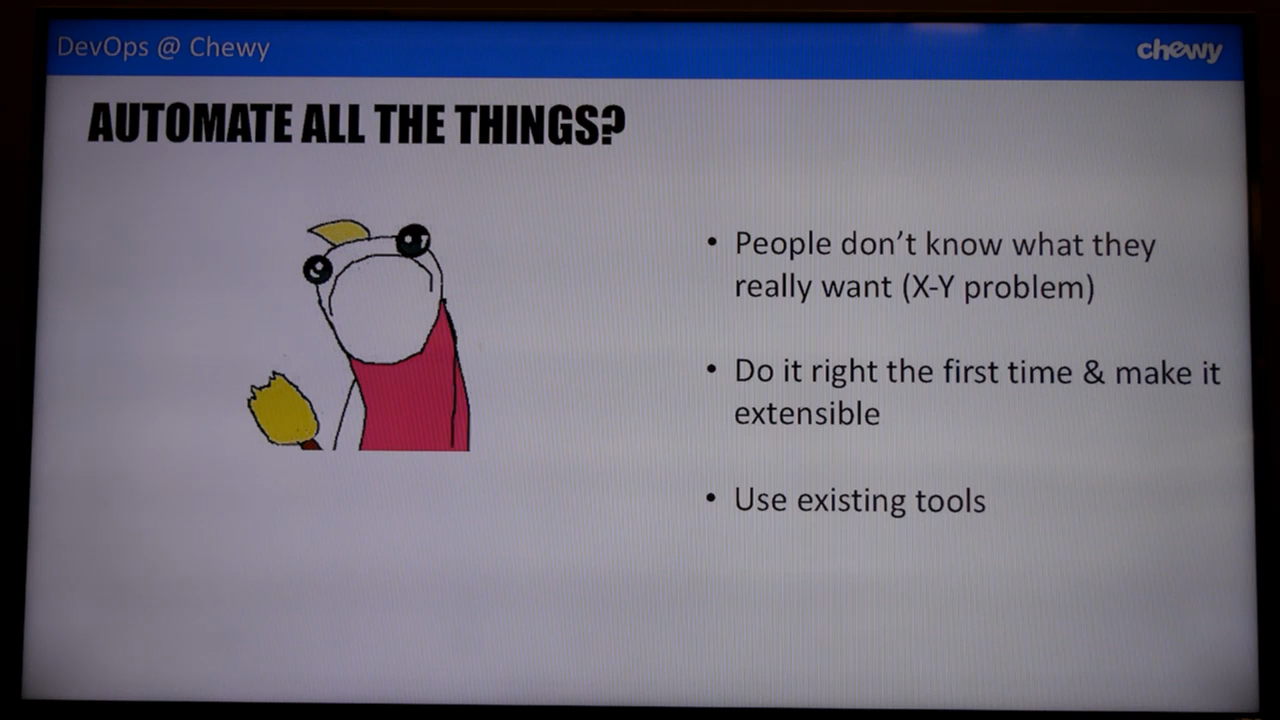 DevOps @ Chewy
chewy
AUTOMATE ALL THE THINGS?
• People don’t know what they
really want (X-Y problem)
• Do it right the first time & make it
extensible
• Use existing tools